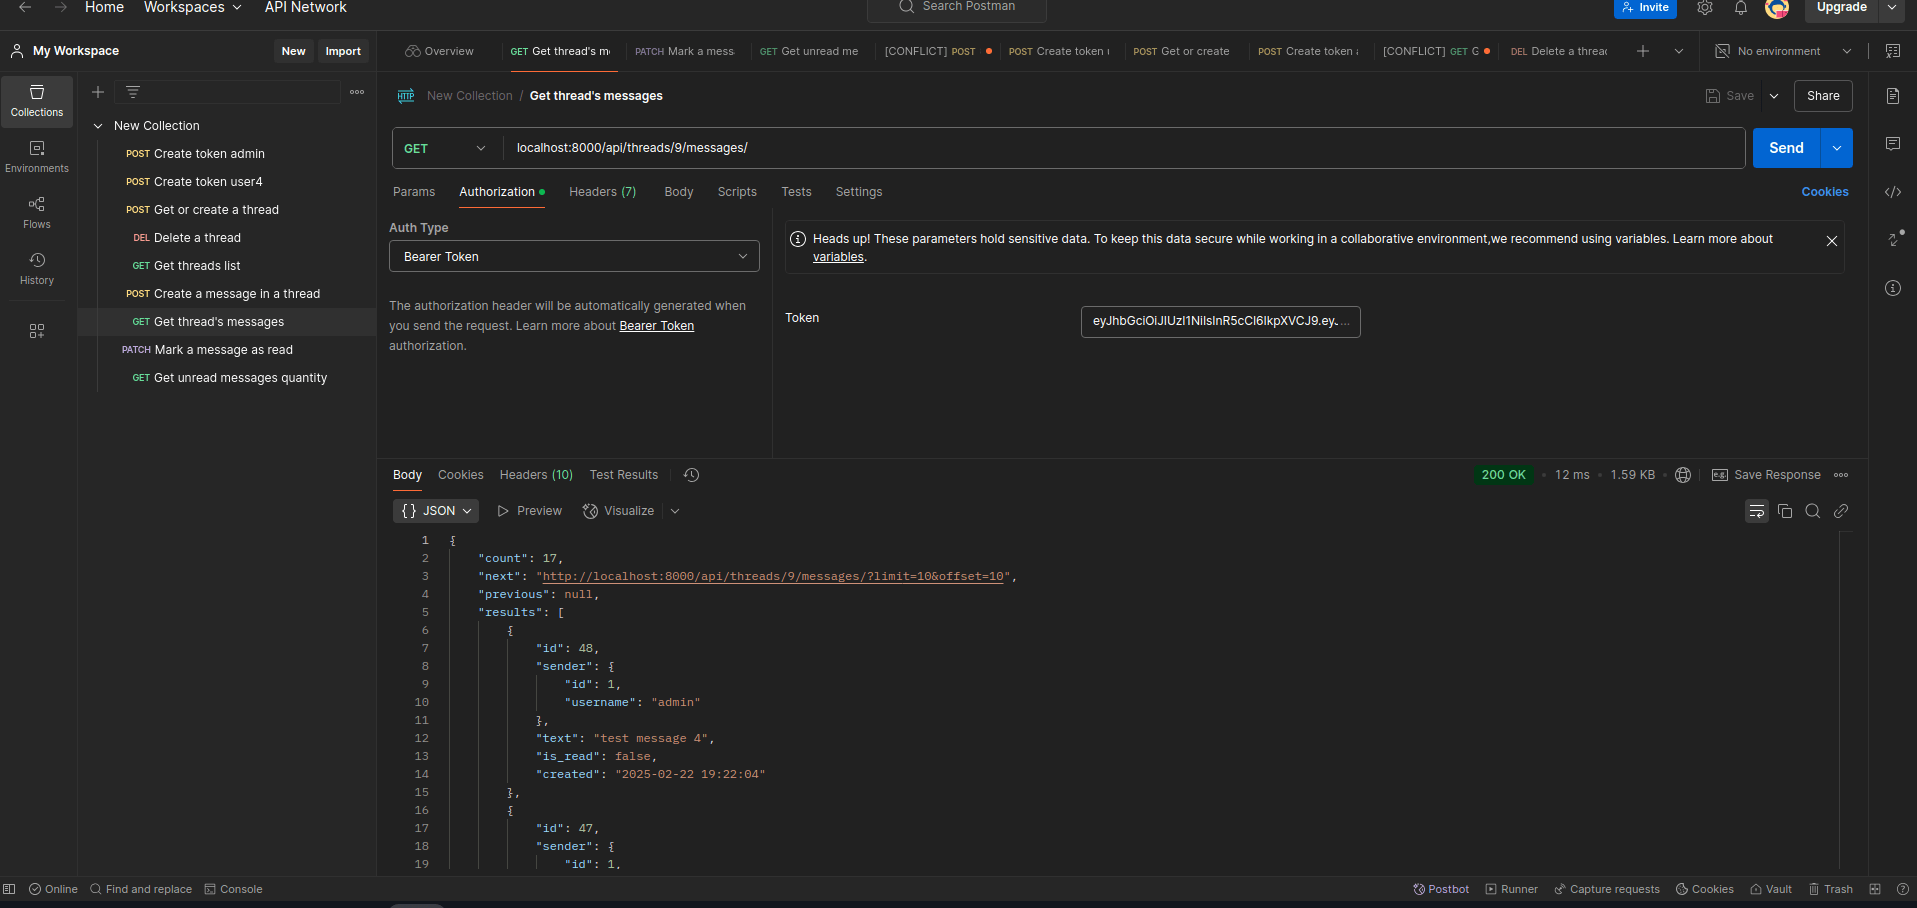 Home Workspaces API Network Search Postman Invite Upgrade
My Workspace New Import Overview GET Get thread's m PATCH Mark a mess GET Get unread me [CONFLICT] POST POST Create token POST Get or create POST Create token [CONFLICT] GET G DEL Delete a threa No environment
Collections
Environments
Flows
History
New Collection
POST Create token admin
POST Create token user4
POST Get or create a thread
DEL Delete a thread
GET Get threads list
POST Create a message in a thread
GET Get thread's messages
PATCH Mark a message as read
GET Get unread messages quantity
HTTP New Collection / Get thread's messages Save Share
GET localhost:8000/api/threads/9/messages/ Send
Params Authorization Headers (7) Body Scripts Tests Settings Cookies
Auth Type
Bearer Token
The authorization header will be automatically generated when
you send the request. Learn more about Bearer Token
authorization.
Heads up! These parameters hold sensitive data. To keep this data secure while working in a collaborative environment,we recommend using variables. Learn more about
variables.
Token eyJhbGciOiJIUzI1NiIsInR5cCI6IkpXVCJ9.eyJ...
Body Cookies Headers (10) Test Results 200 OK 12 ms 1.59 KB e.g. Save Response
{} JSON Preview Visualize
1 {
2 "count": 17,
3 "next": "http://localhost:8000/api/threads/9/messages/?limit=10&offset=10",
4 "previous": null,
5 "results": [
6 {
7 "id": 48,
8 "sender": {
9 "id": 1,
10 "username": "admin"
11 },
12 "text": "test message 4",
13 "is_read": false,
14 "created": "2025-02-22 19:22:04"
15 },
16 {
17 "id": 47,
18 "sender": {
19 "id": 1,
Online Find and replace Console Postbot Runner Capture requests Cookies Vault Trash